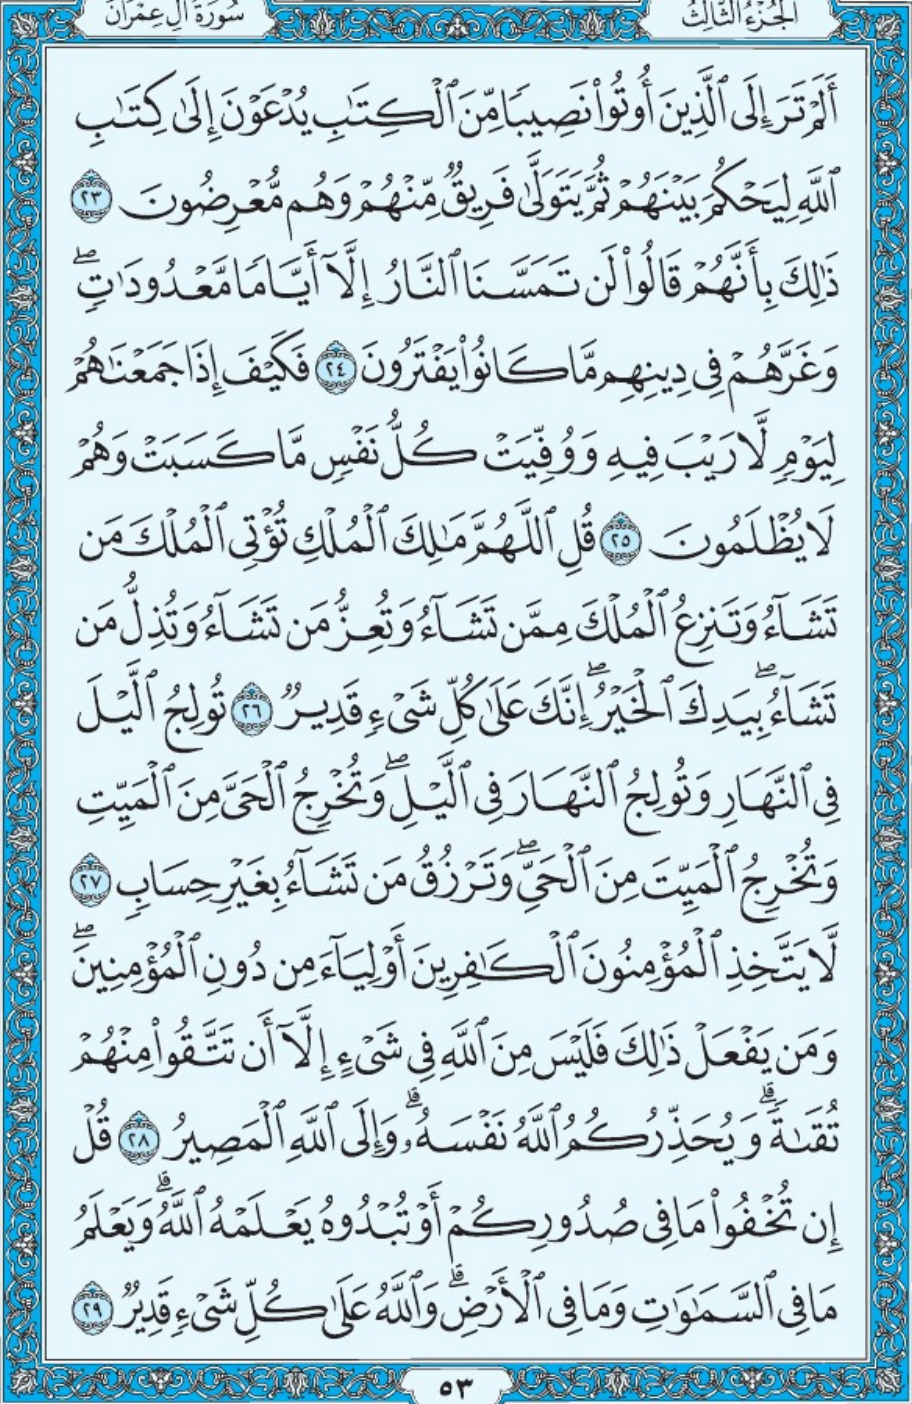 الجُزْءُ الثَّالِثُ
سُورَةُ آلِ عِمْرَانَ
أَلَمْ تَرَ إِلَى ٱلَّذِينَ أُوتُوا۟ نَصِيبًا مِّنَ ٱلْكِتَـٰبِ يُدْعَوْنَ إِلَىٰ كِتَـٰبِ
ٱللَّهِ لِيَحْكُمَ بَيْنَهُمْ ثُمَّ يَتَوَلَّىٰ فَرِيقٌ مِّنْهُمْ وَهُم مُّعْرِضُونَ ٢٣
ذَٰلِكَ بِأَنَّهُمْ قَالُوا۟ لَن تَمَسَّنَا ٱلنَّارُ إِلَّآ أَيَّامًا مَّعْدُودَٰتٍ ۖ
وَغَرَّهُمْ فِى دِينِهِم مَّا كَانُوا۟ يَفْتَرُونَ ٢٤ فَكَيْفَ إِذَا جَمَعْنَـٰهُمْ
لِيَوْمٍ لَّا رَيْبَ فِيهِ وَوُفِّيَتْ كُلُّ نَفْسٍ مَّا كَسَبَتْ وَهُمْ
لَا يُظْلَمُونَ ٢٥ قُلِ ٱللَّهُمَّ مَـٰلِكَ ٱلْمُلْكِ تُؤْتِى ٱلْمُلْكَ مَن
تَشَآءُ وَتَنزِعُ ٱلْمُلْكَ مِمَّن تَشَآءُ وَتُعِزُّ مَن تَشَآءُ وَتُذِلُّ مَن
تَشَآءُ ۖ بِيَدِكَ ٱلْخَيْرُ ۖ إِنَّكَ عَلَىٰ كُلِّ شَىْءٍ قَدِيرٌ ٢٦ تُولِجُ ٱلَّيْلَ
فِى ٱلنَّهَارِ وَتُولِجُ ٱلنَّهَارَ فِى ٱلَّيْلِ ۖ وَتُخْرِجُ ٱلْحَىَّ مِنَ ٱلْمَيِّتِ
وَتُخْرِجُ ٱلْمَيِّتَ مِنَ ٱلْحَىِّ ۖ وَتَرْزُقُ مَن تَشَآءُ بِغَيْرِ حِسَابٍ ٢٧
لَّا يَتَّخِذِ ٱلْمُؤْمِنُونَ ٱلْكَـٰفِرِينَ أَوْلِيَآءَ مِن دُونِ ٱلْمُؤْمِنِينَ ۖ
وَمَن يَفْعَلْ ذَٰلِكَ فَلَيْسَ مِنَ ٱللَّهِ فِى شَىْءٍ إِلَّآ أَن تَتَّقُوا۟ مِنْهُمْ
تُقَىٰةً ۗ وَيُحَذِّرُكُمُ ٱللَّهُ نَفْسَهُۥ ۗ وَإِلَى ٱللَّهِ ٱلْمَصِيرُ ٢٨ قُلْ
إِن تُخْفُوا۟ مَا فِى صُدُورِكُمْ أَوْ تُبْدُوهُ يَعْلَمْهُ ٱللَّهُ ۗ وَيَعْلَمُ
مَا فِى ٱلسَّمَـٰوَٰتِ وَمَا فِى ٱلْأَرْضِ ۗ وَٱللَّهُ عَلَىٰ كُلِّ شَىْءٍ قَدِيرٌ ٢٩
٥٣